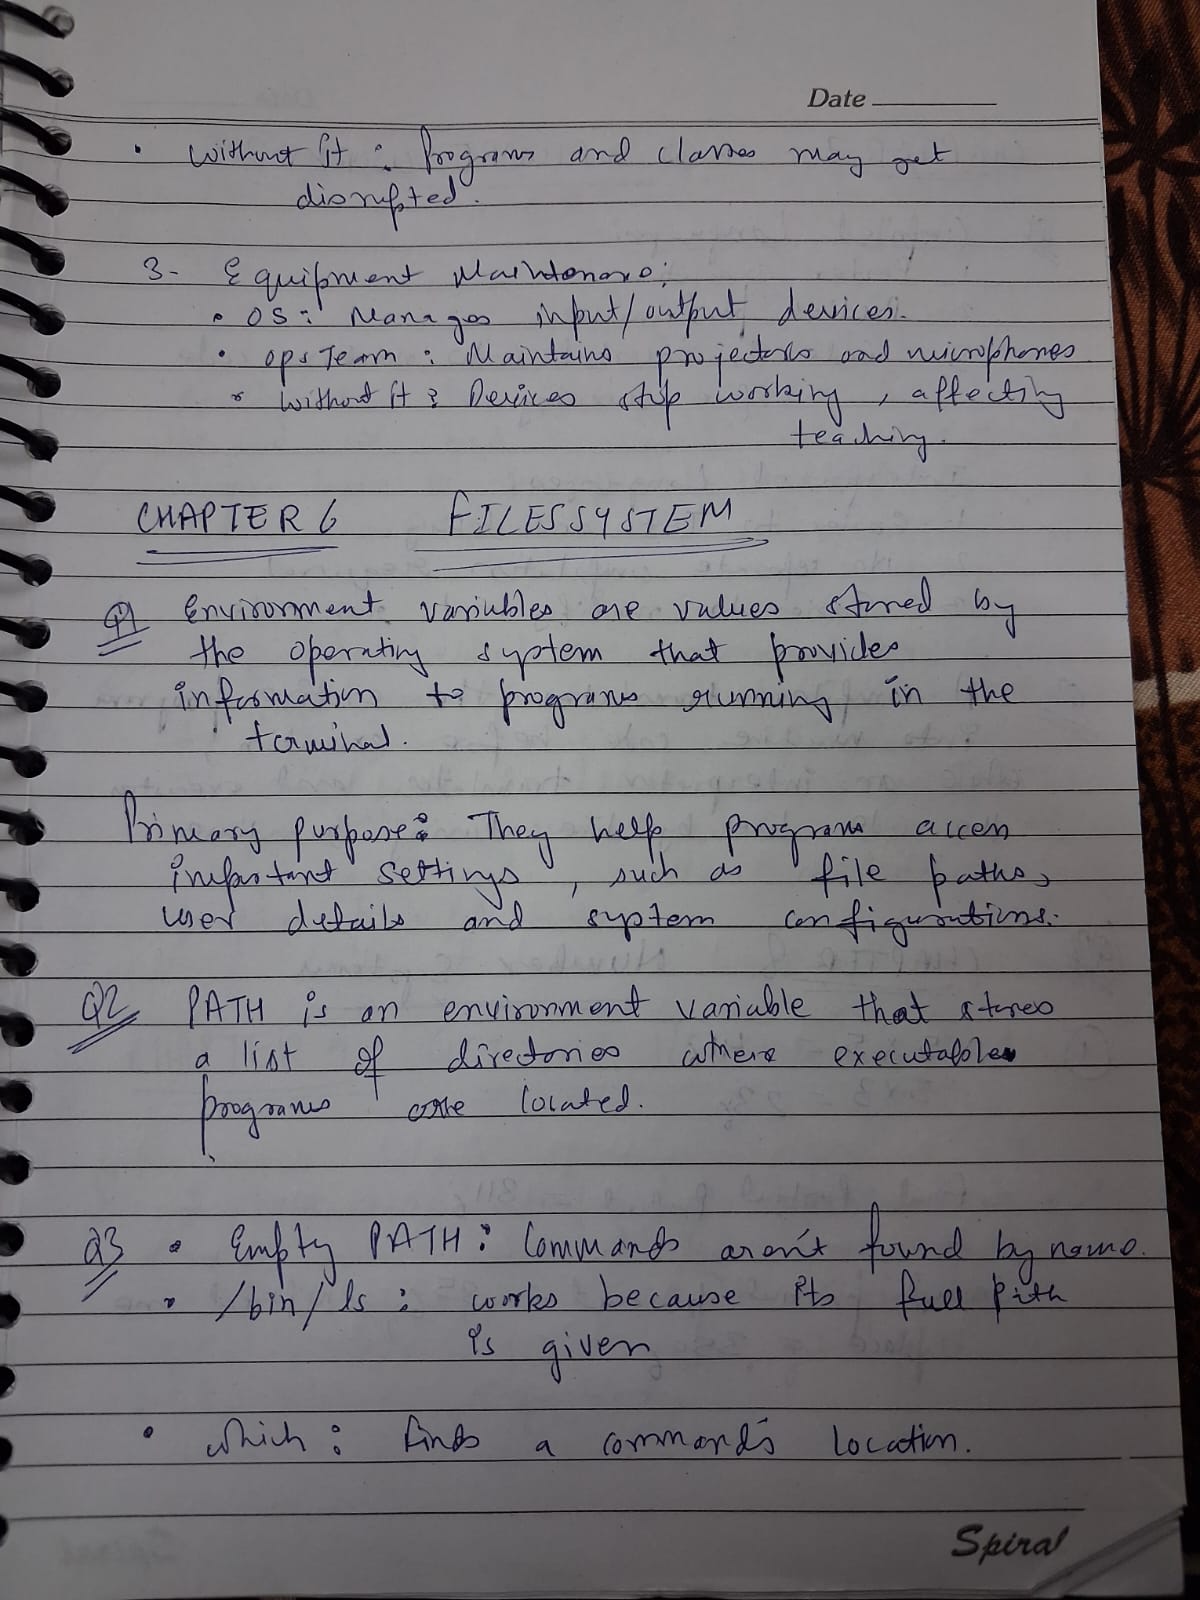 Date
• Without it : Programs and classes may get
disrupted.
3- Equipment Maintenance:
• OS: Manages input/output devices.
• Ops Team : Maintains projectors and microphones
• Without it : Devices stop working, affecting
teaching.
CHAPTER 6 FILESSYSTEM
Q1 Environment variables are values stored by
the operating system that provides
information to programs running in the
terminal.
Primary purpose: They help programs access
important settings, such as file paths,
user details and system configurations.
Q2 PATH is an environment variable that stores
a list of directories where executable
programs are located.
Q3 • Empty PATH: Commands aren't found by name.
• /bin/ls : works because its full path
is given
• which : finds a command's location.
Spiral